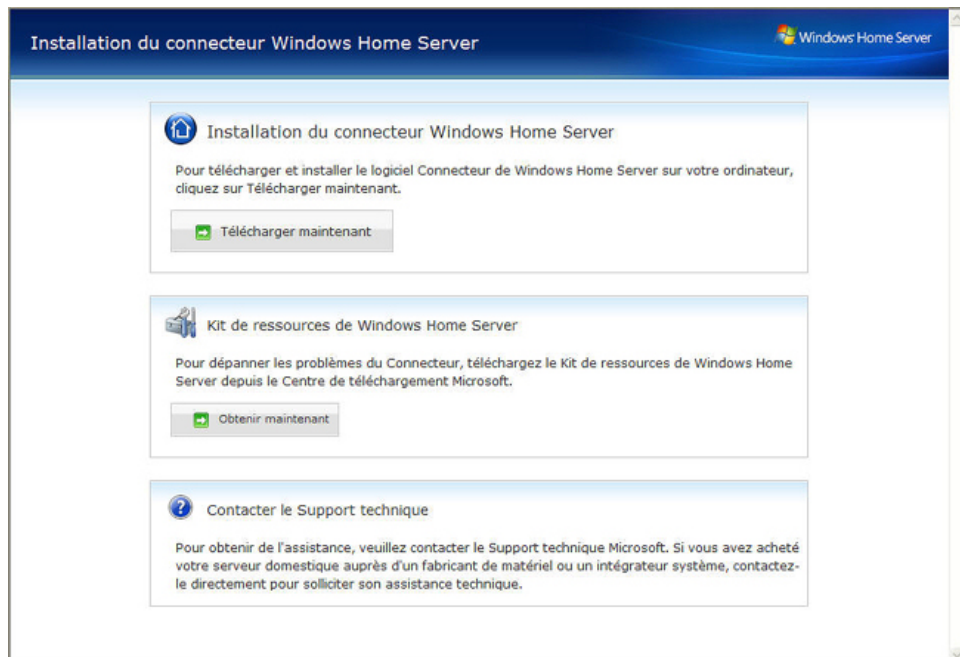 Installation du connecteur Windows Home Server
Windows Home Server
Installation du connecteur Windows Home Server
Pour télécharger et installer le logiciel Connecteur de Windows Home Server sur votre ordinateur,
cliquez sur Télécharger maintenant.
Télécharger maintenant
Kit de ressources de Windows Home Server
Pour dépanner les problèmes du Connecteur, téléchargez le Kit de ressources de Windows Home
Server depuis le Centre de téléchargement Microsoft.
Obtenir maintenant
Contacter le Support technique
Pour obtenir de l'assistance, veuillez contacter le Support technique Microsoft. Si vous avez acheté
votre serveur domestique auprès d'un fabricant de matériel ou un intégrateur système, contactez-
le directement pour solliciter son assistance technique.